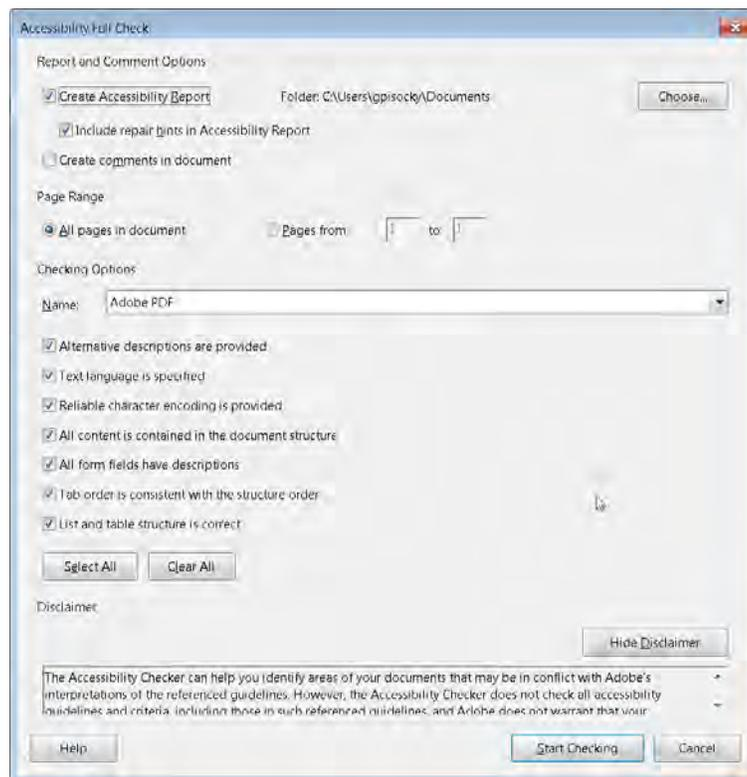 Accessibility Full Check
Report and Comment Options
Create Accessibility Report Folder: C:\Users\gpisocky\Documents Choose...
Include repair hints in Accessibility Report
Create comments in document
Page Range
All pages in document Pages from 1 to 1
Checking Options
Name: Adobe PDF
Alternative descriptions are provided
Text language is specified
Reliable character encoding is provided
All content is contained in the document structure
All form fields have descriptions
Tab order is consistent with the structure order
List and table structure is correct
Select All Clear All
Disclaimer
Hide Disclaimer
The Accessibility Checker can help you identify areas of your documents that may be in conflict with Adobe's
interpretations of the referenced guidelines. However, the Accessibility Checker does not check all accessibility
guidelines and criteria, including those in such referenced guidelines, and Adobe does not warrant that your
Help Start Checking Cancel